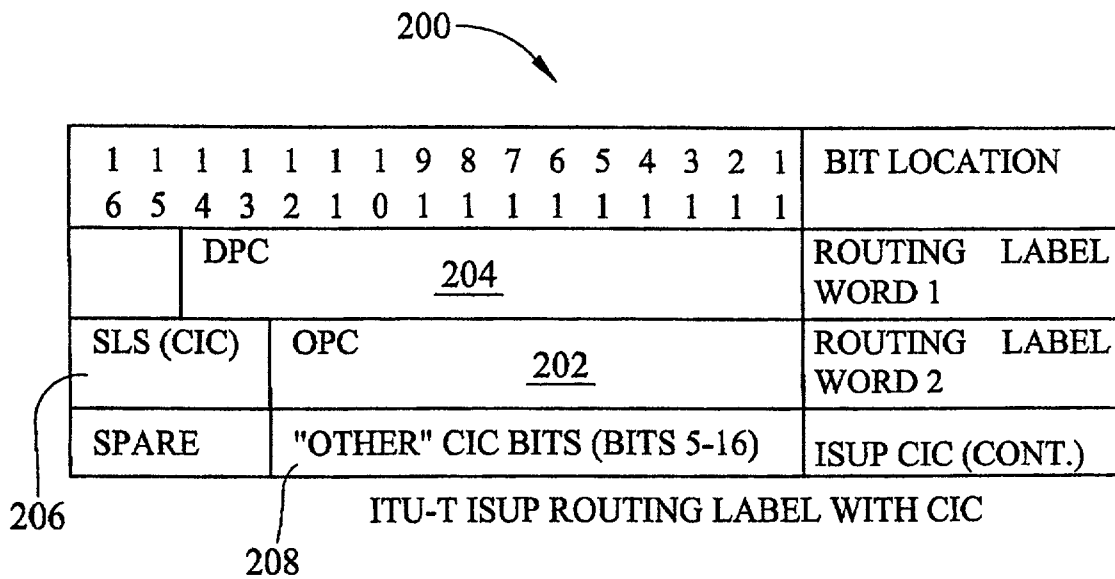 200
1 1 1 1 1 1 1 9 8 7 6 5 4 3 2 1 BIT LOCATION
6 5 4 3 2 1 0 1 1 1 1 1 1 1 1 1
DPC ROUTING LABEL
204 WORD 1
SLS (CIC) OPC ROUTING LABEL
202 WORD 2
SPARE "OTHER" CIC BITS (BITS 5-16) ISUP CIC (CONT.)
206 ITU-T ISUP ROUTING LABEL WITH CIC
208